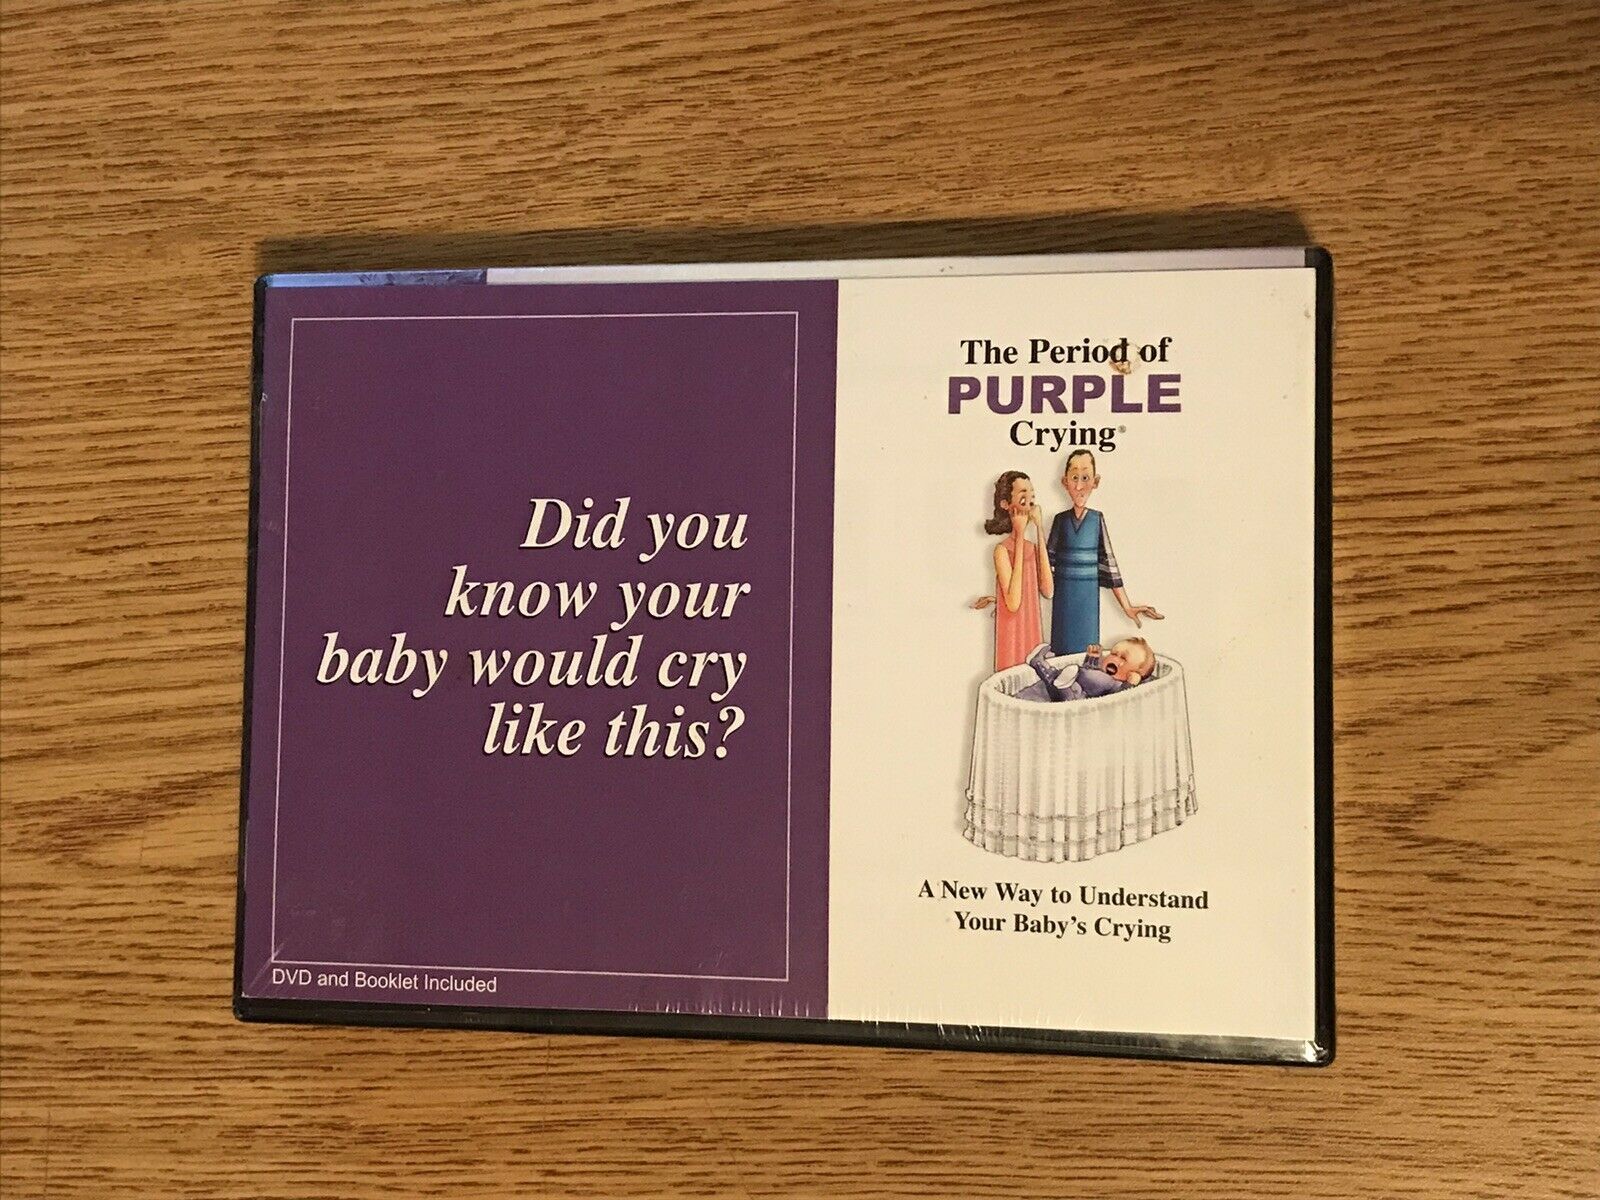 Did you
know your
baby would cry
like this?
DVD and Booklet Included
The Period of
PURPLE
Crying®
A New Way to Understand
Your Baby's Crying